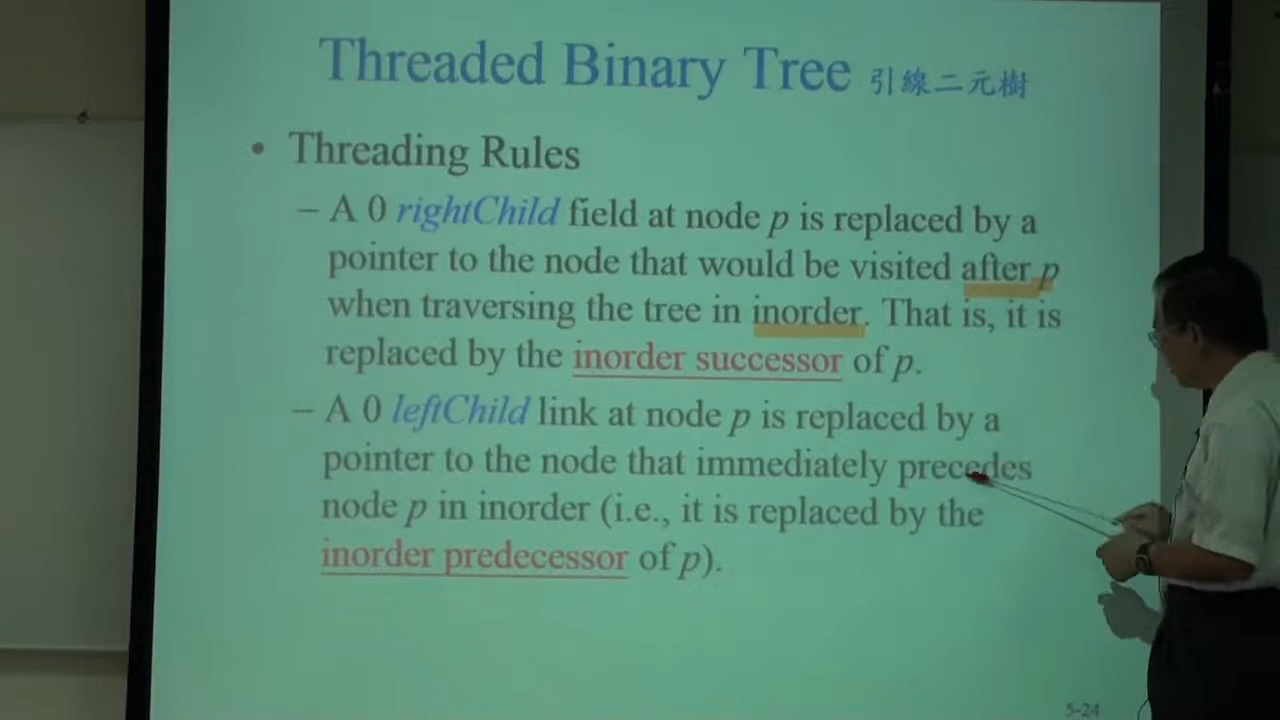 Threaded Binary Tree 引線二元樹
• Threading Rules
– A 0 rightChild field at node p is replaced by a
pointer to the node that would be visited after p
when traversing the tree in inorder. That is, it is
replaced by the inorder successor of p.
– A 0 leftChild link at node p is replaced by a
pointer to the node that immediately precedes
node p in inorder (i.e., it is replaced by the
inorder predecessor of p).
5-24